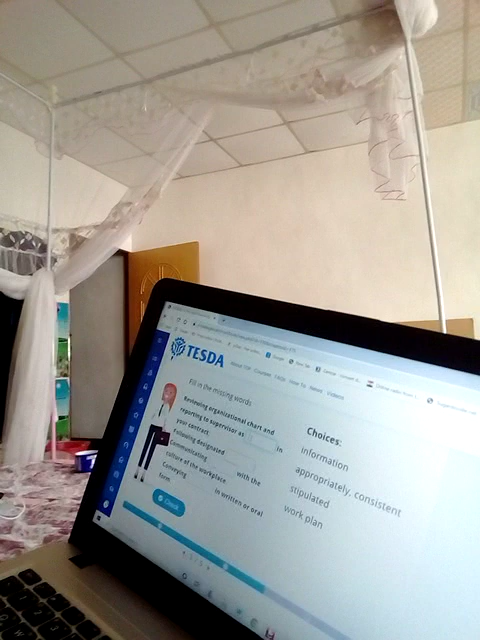 TESDA
About TOP Courses FAQs How To News Videos
Fill in the missing words
Reviewing organizational chart and
reporting to supervisor as in
your contract.
Following designated
Communicating with the
culture of the workplace.
Conveying in written or oral
form.
Check
Choices:
information
appropriately, consistent
stipulated
work plan